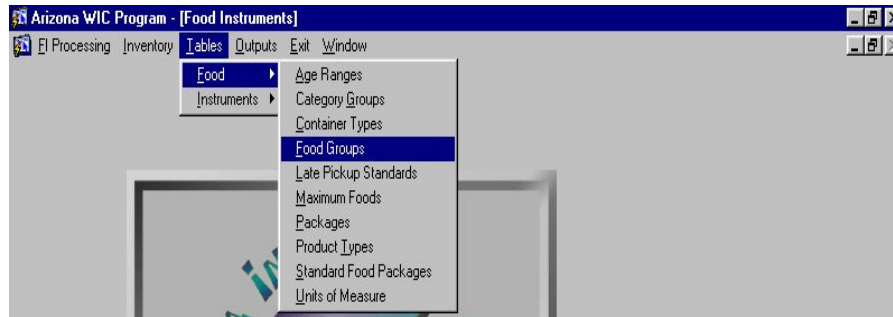 Arizona WIC Program - [Food Instruments]
FI Processing Inventory Tables Outputs Exit Window
Food
Instruments
Age Ranges
Category Groups
Container Types
Food Groups
Late Pickup Standards
Maximum Foods
Packages
Product Types
Standard Food Packages
Units of Measure